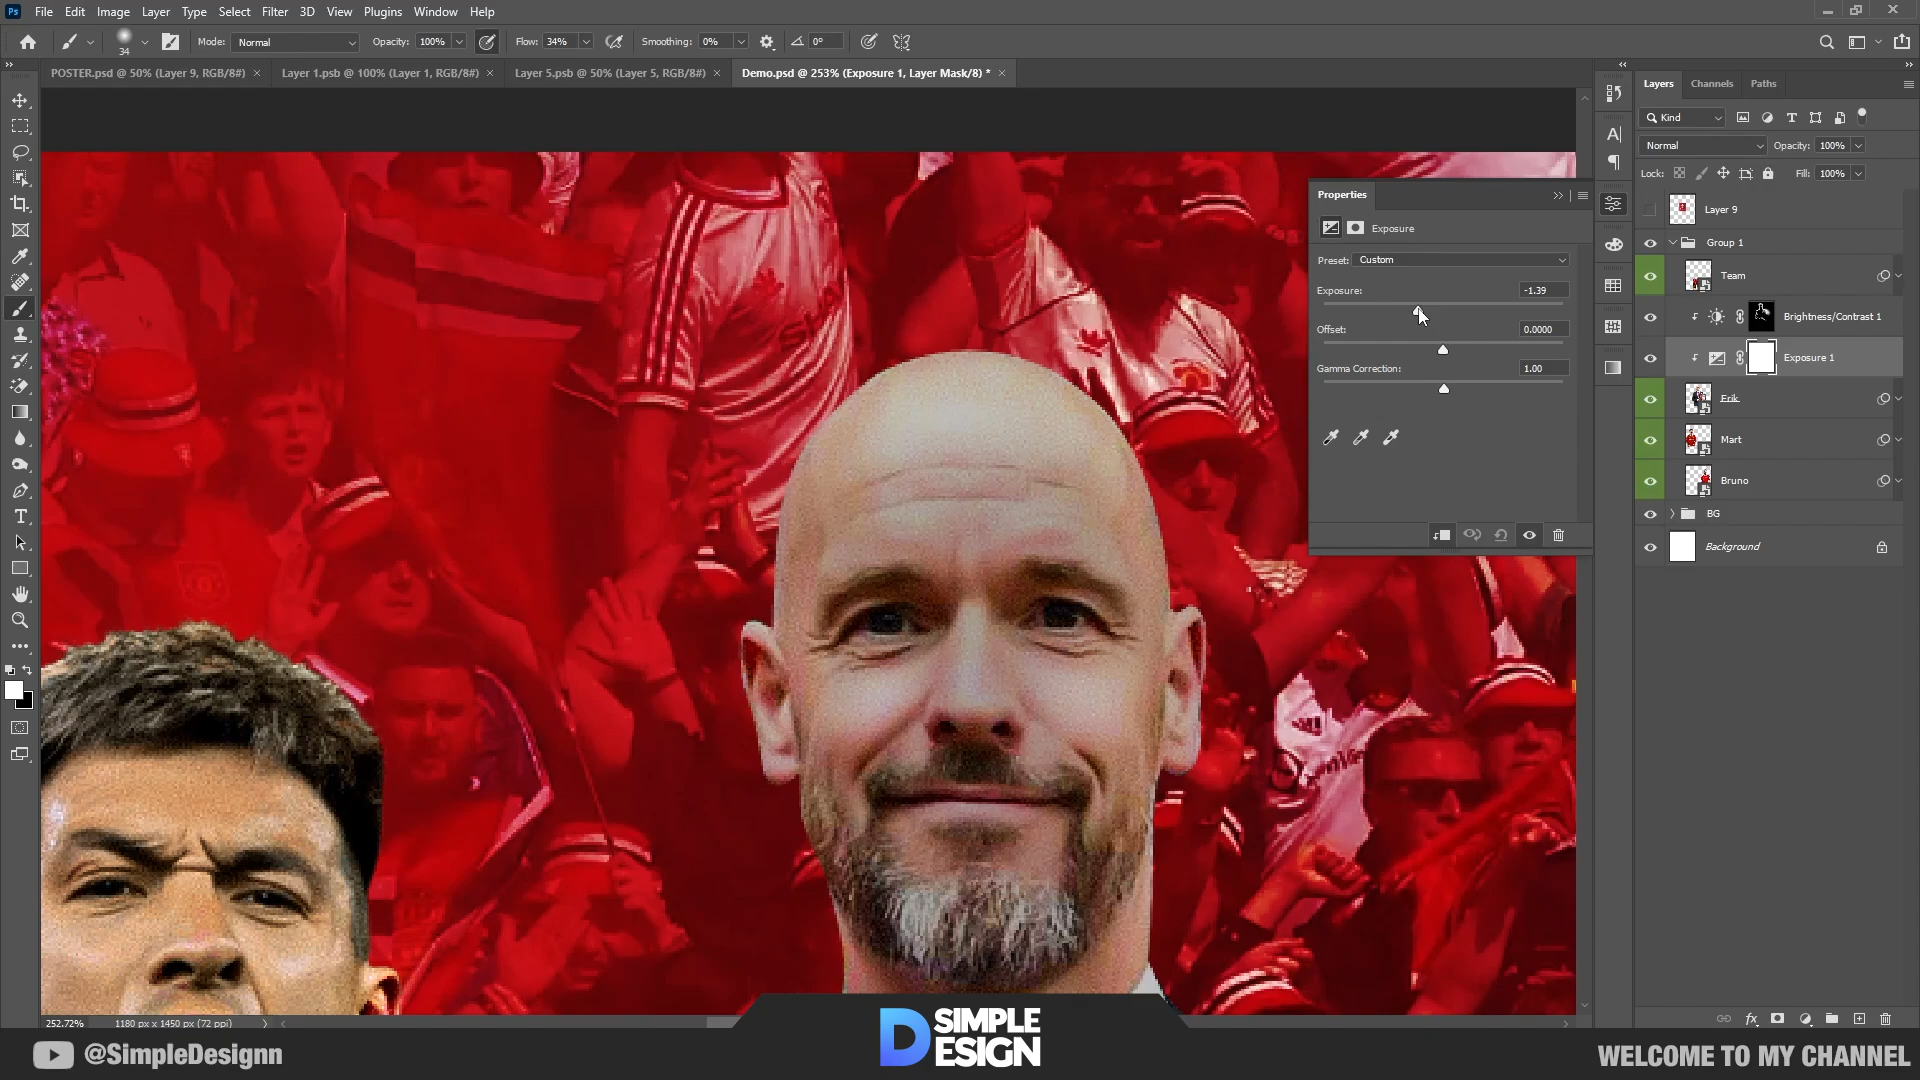 Ps File Edit Image Layer Type Select Filter 3D View Plugins Window Help
34 Mode: Normal Opacity: 100% Flow: 34% Smoothing: 0% 0°
POSTER.psd @ 50% (Layer 9, RGB/8#) × Layer 1.psb @ 100% (Layer 1, RGB/8#) × Layer 5.psb @ 50% (Layer 5, RGB/8#) × Demo.psd @ 253% (Exposure 1, Layer Mask/8) * ×
Layers Channels Paths
Kind
Normal Opacity: 100%
Lock: Fill: 100%
Layer 9
Group 1
Team
Brightness/Contrast 1
Exposure 1
Erik
Mart
Bruno
BG
Background
Properties
Exposure
Preset: Custom
Exposure: -1.39
Offset: 0.0000
Gamma Correction: 1.00
252.72% 1180 px x 1450 px (72 ppi)
@SimpleDesignn
D SIMPLE
ESIGN
WELCOME TO MY CHANNEL